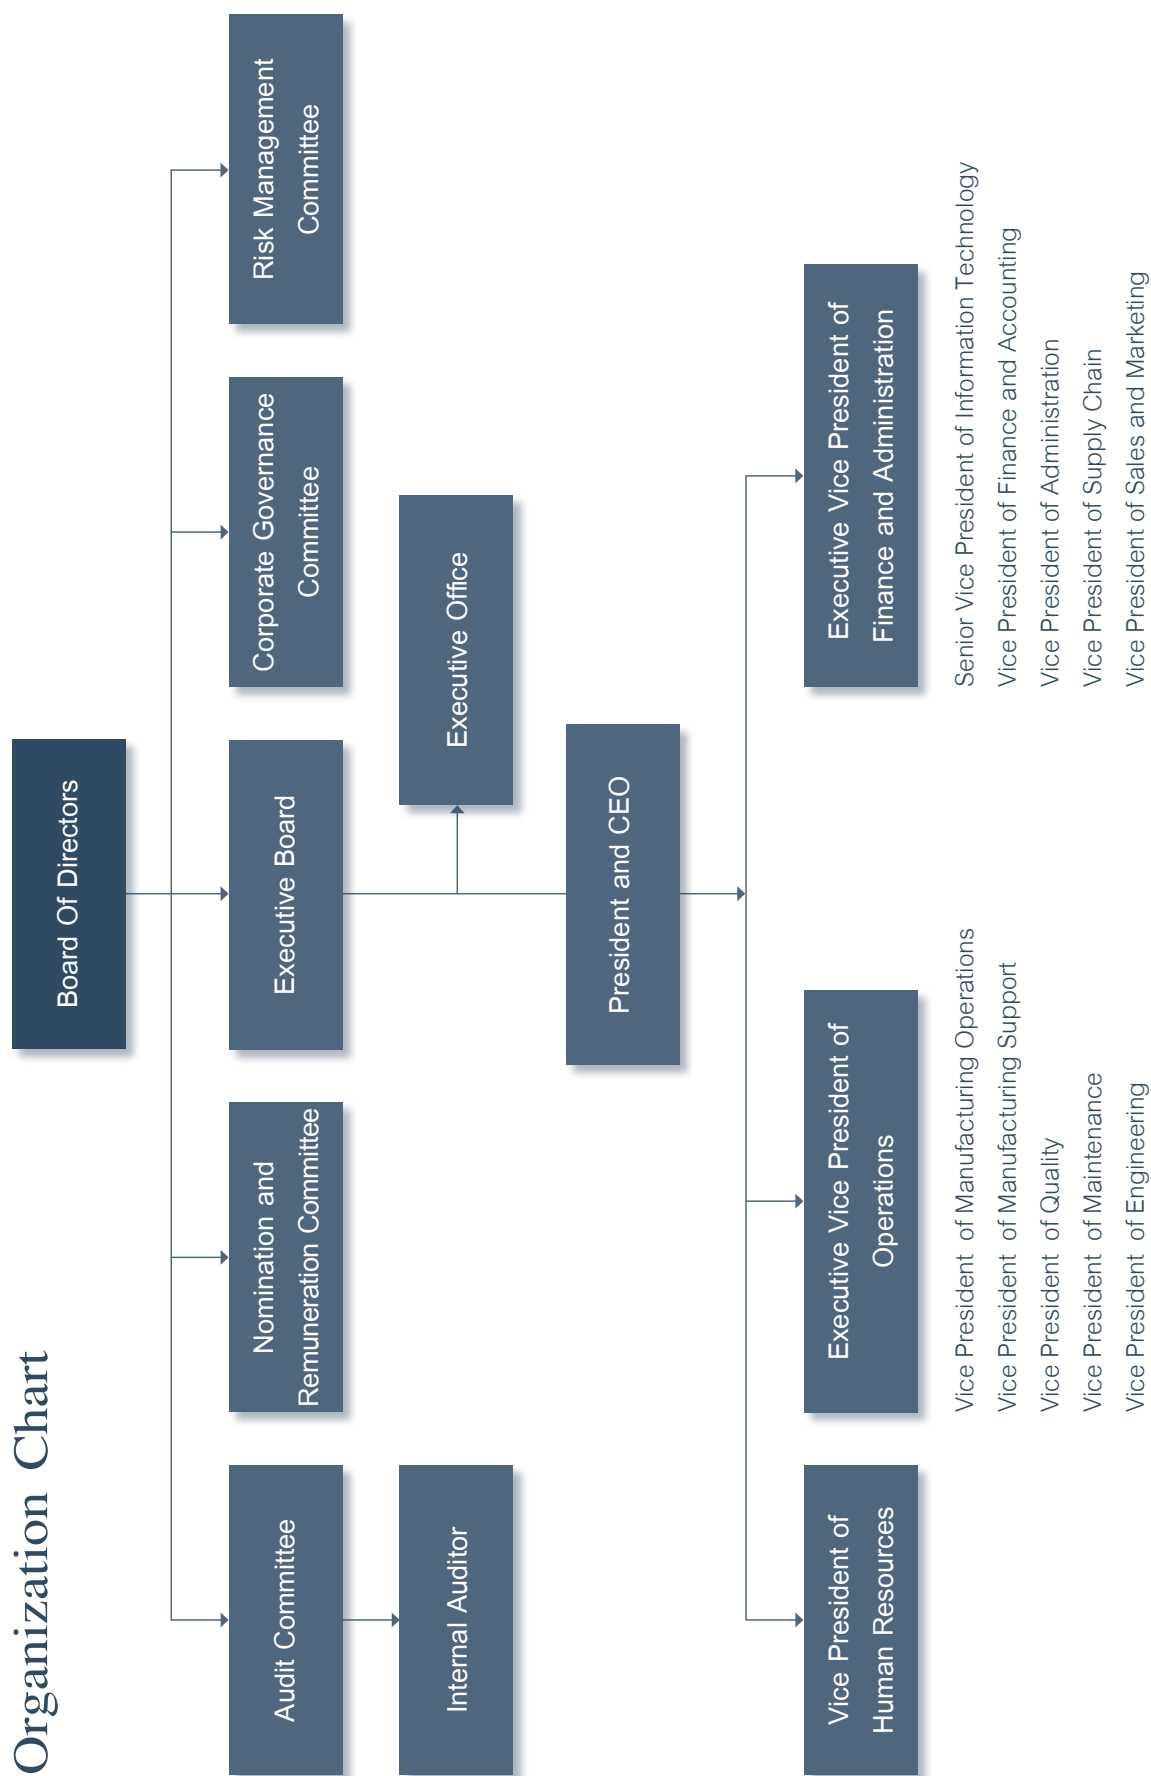 Organization Chart
Board Of Directors
Audit Committee
Nomination and
Remuneration Committee
Executive Board
Corporate Governance
Committee
Risk Management
Committee
Internal Auditor
Executive Office
President and CEO
Vice President of
Human Resources
Executive Vice President of
Operations
Executive Vice President of
Finance and Administration
Vice President of Manufacturing Operations
Vice President of Manufacturing Support
Vice President of Quality
Vice President of Maintenance
Vice President of Engineering
Senior Vice President of Information Technology
Vice President of Finance and Accounting
Vice President of Administration
Vice President of Supply Chain
Vice President of Sales and Marketing